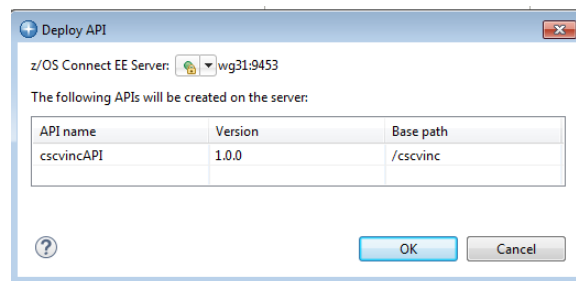 Deploy API
z/OS Connect EE Server: wg31:9453
The following APIs will be created on the server:
API name Version Base path
cscvincAPI 1.0.0 /cscvinc
? OK Cancel